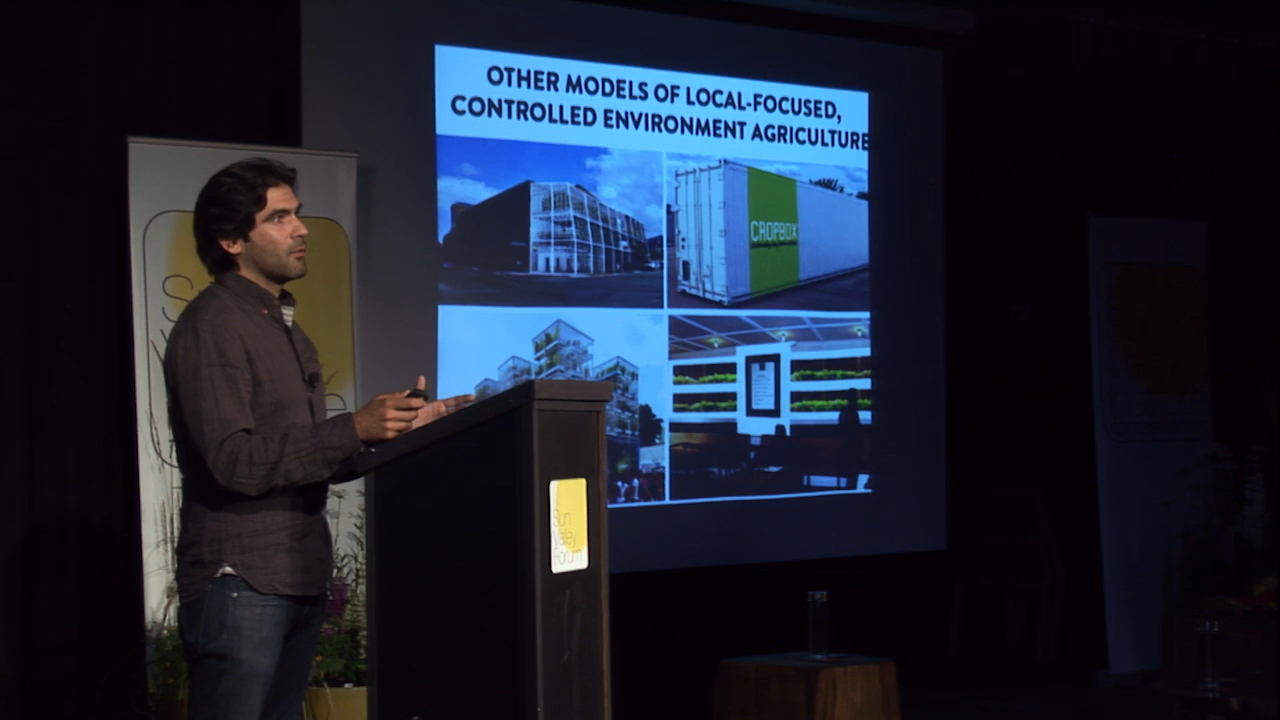 OTHER MODELS OF LOCAL-FOCUSED,
CONTROLLED ENVIRONMENT AGRICULTURE
CROPBOX
Sun
Valley
Forum